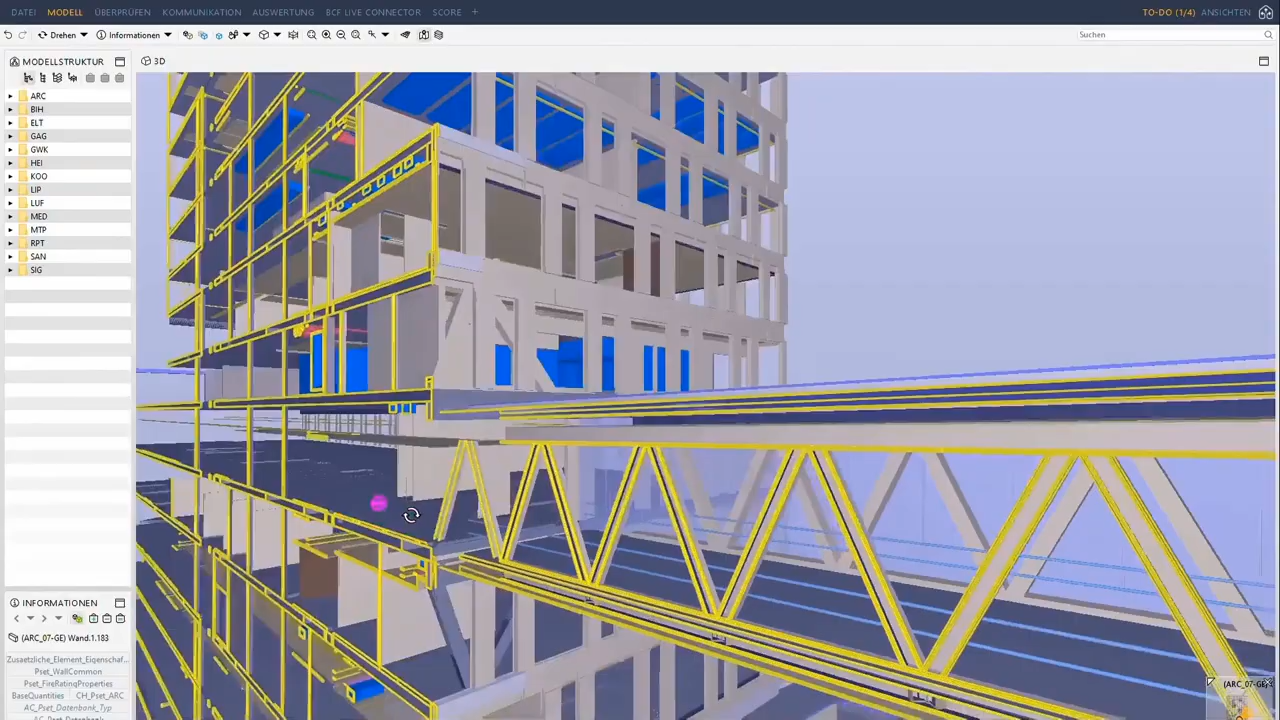 DATEI MODELL ÜBERPRÜFEN KOMMUNIKATION AUSWERTUNG BCF LIVE CONNECTOR SCORE + TO-DO (1/4) ANSICHTEN
Drehen Informationen Suchen
MODELLSTRUKTUR 3D
ARC
BIH
ELT
GAG
GWK
HEI
KOO
LIP
LUF
MED
MTP
RPT
SAN
SIG
INFORMATIONEN
(ARC_07-GE) Wand.1.183
Zusaetzliche_Element_Eigenschaf...
Pset_WallCommon
Pset_FireRatingProperties
BaseQuantities CH_Pset_ARC
AC_Pset_Datenbank_Typ
(ARC_07-GE)